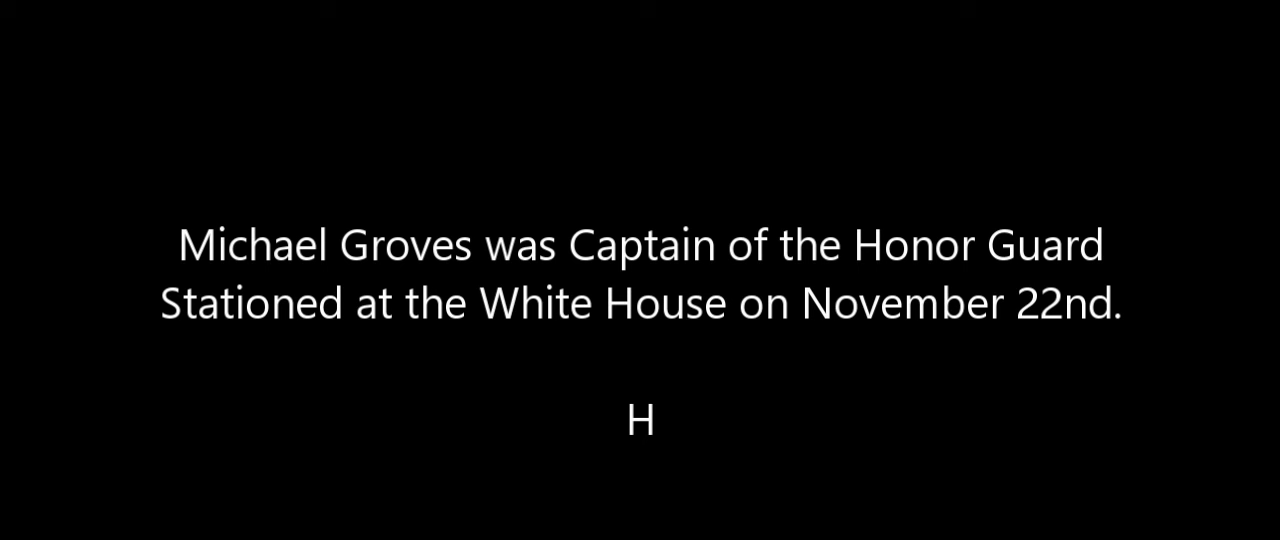 Michael Groves was Captain of the Honor Guard
Stationed at the White House on November 22nd.
H